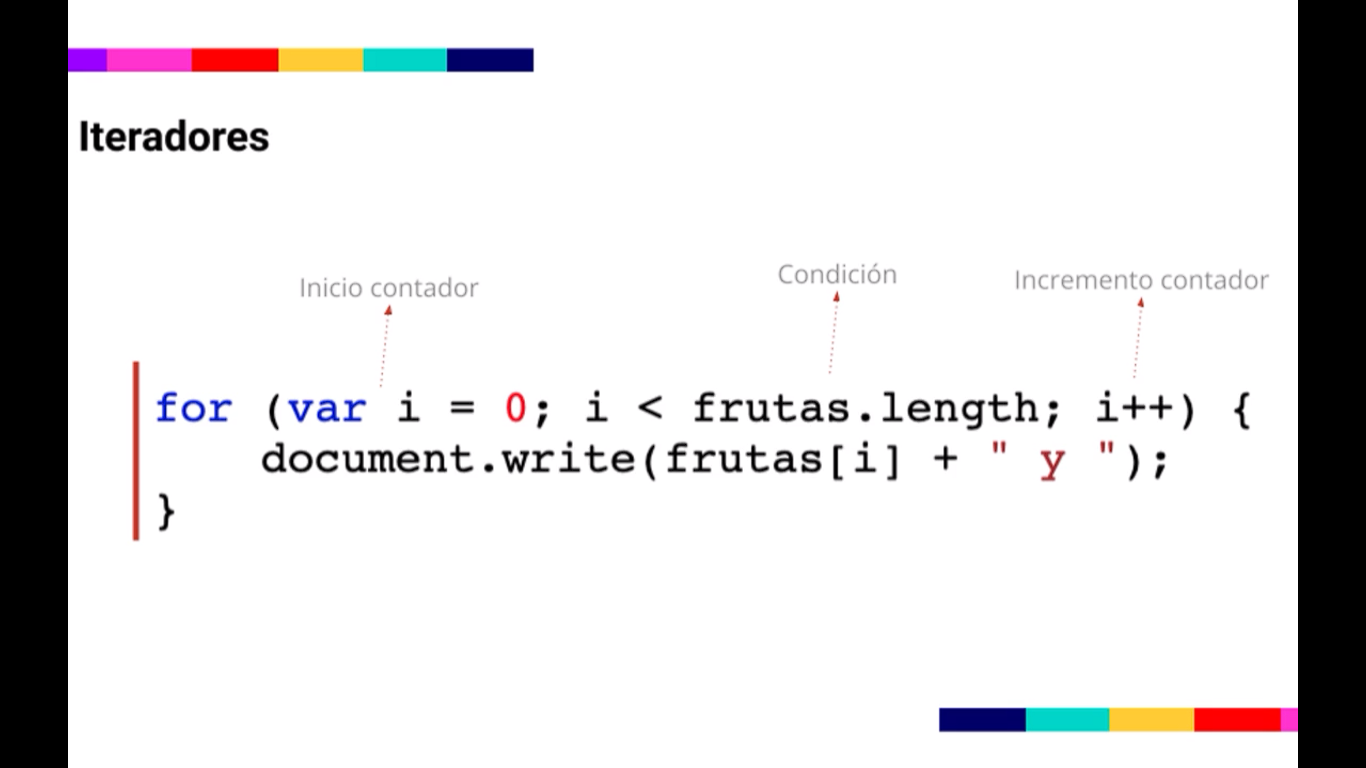 Iteradores
Inicio contador
Condición
Incremento contador
for (var i = 0; i < frutas.length; i++) {
document.write(frutas[i] + " y ");
}